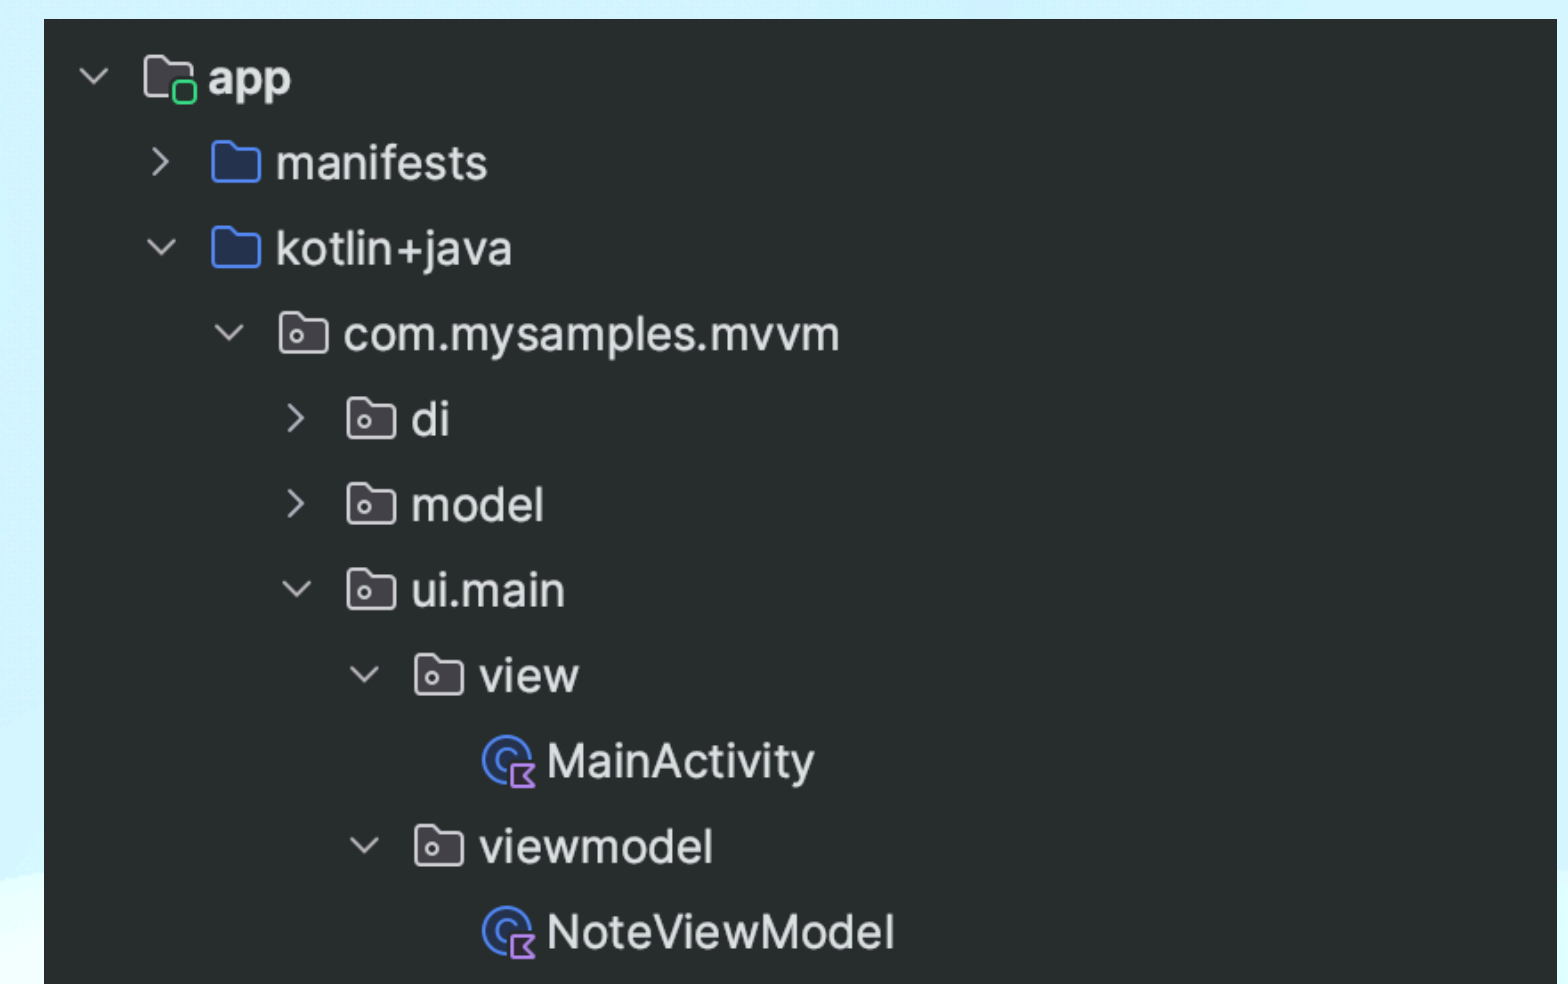 app
manifests
kotlin+java
com.mysamples.mvvm
di
model
ui.main
view
MainActivity
viewmodel
NoteViewModel